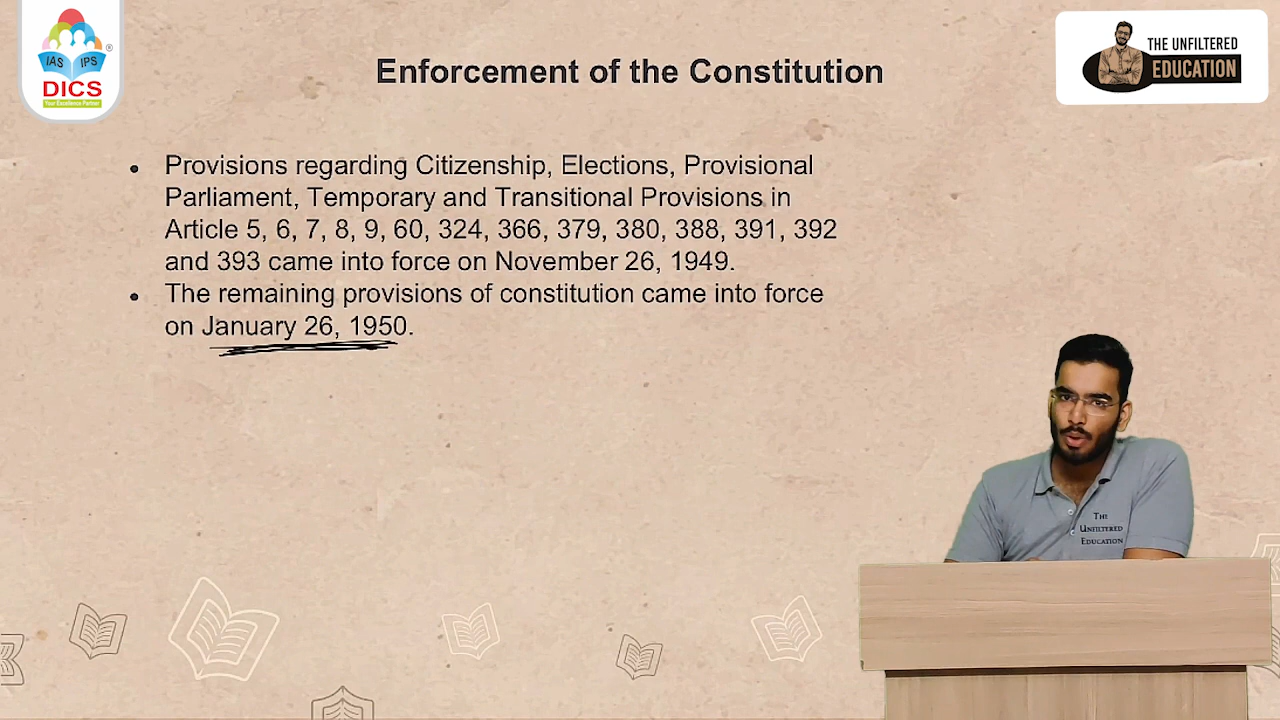 IAS IPS
DICS
Your Excellence Partner
THE UNFILTERED
EDUCATION
Enforcement of the Constitution
Provisions regarding Citizenship, Elections, Provisional
Parliament, Temporary and Transitional Provisions in
Article 5, 6, 7, 8, 9, 60, 324, 366, 379, 380, 388, 391, 392
and 393 came into force on November 26, 1949.
The remaining provisions of constitution came into force
on January 26, 1950.
THE
UNFILTERED
EDUCATION